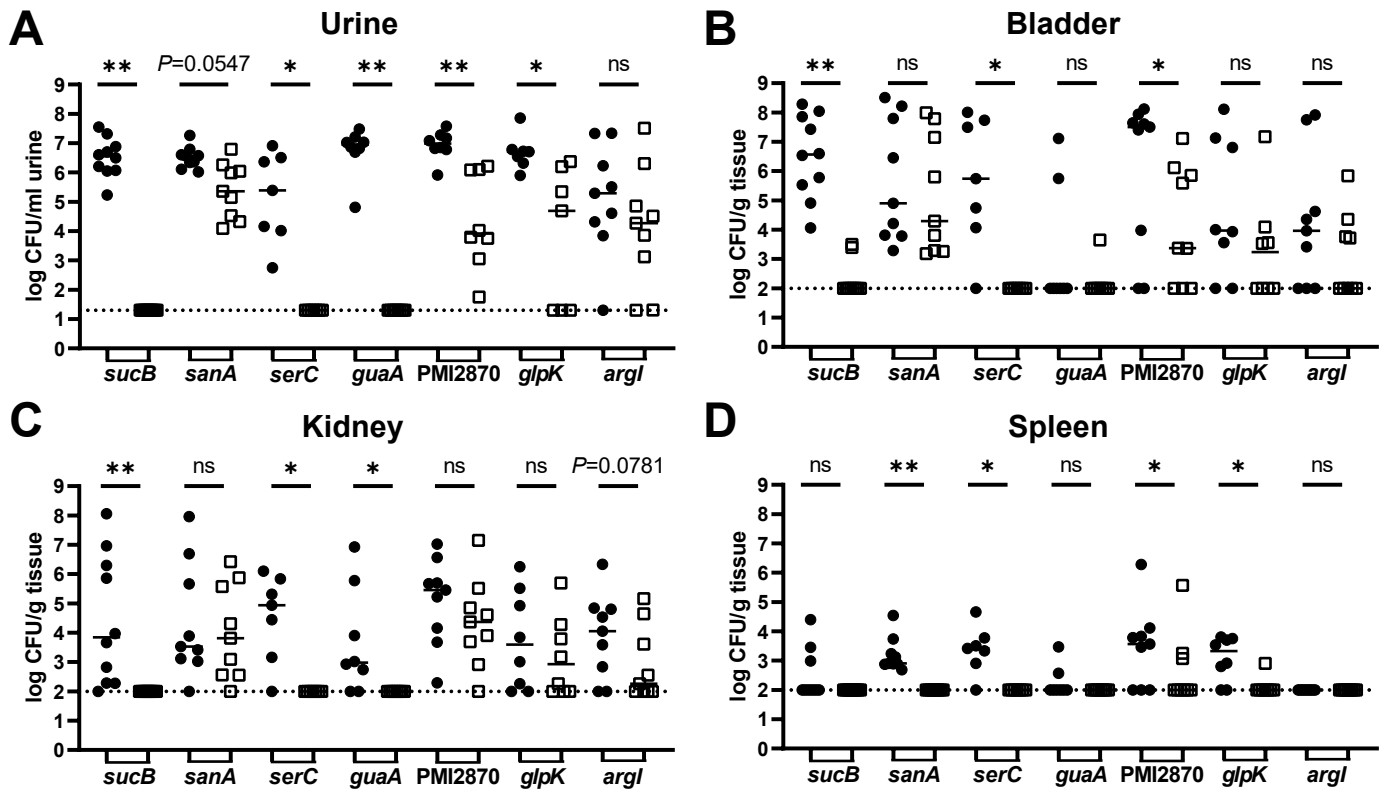 A
Urine
** P=0.0547 * ** ** * ns
log CFU/ml urine
9
8
7
6
5
4
3
2
1
0
sucB sanA serC guaA PMI2870 glpK argI
B
Bladder
** ns * ns * ns ns
log CFU/g tissue
9
8
7
6
5
4
3
2
1
0
sucB sanA serC guaA PMI2870 glpK argI
C
Kidney
** ns * * ns ns P=0.0781
log CFU/g tissue
9
8
7
6
5
4
3
2
1
0
sucB sanA serC guaA PMI2870 glpK argI
D
Spleen
ns ** * ns * * ns
log CFU/g tissue
9
8
7
6
5
4
3
2
1
0
sucB sanA serC guaA PMI2870 glpK argI